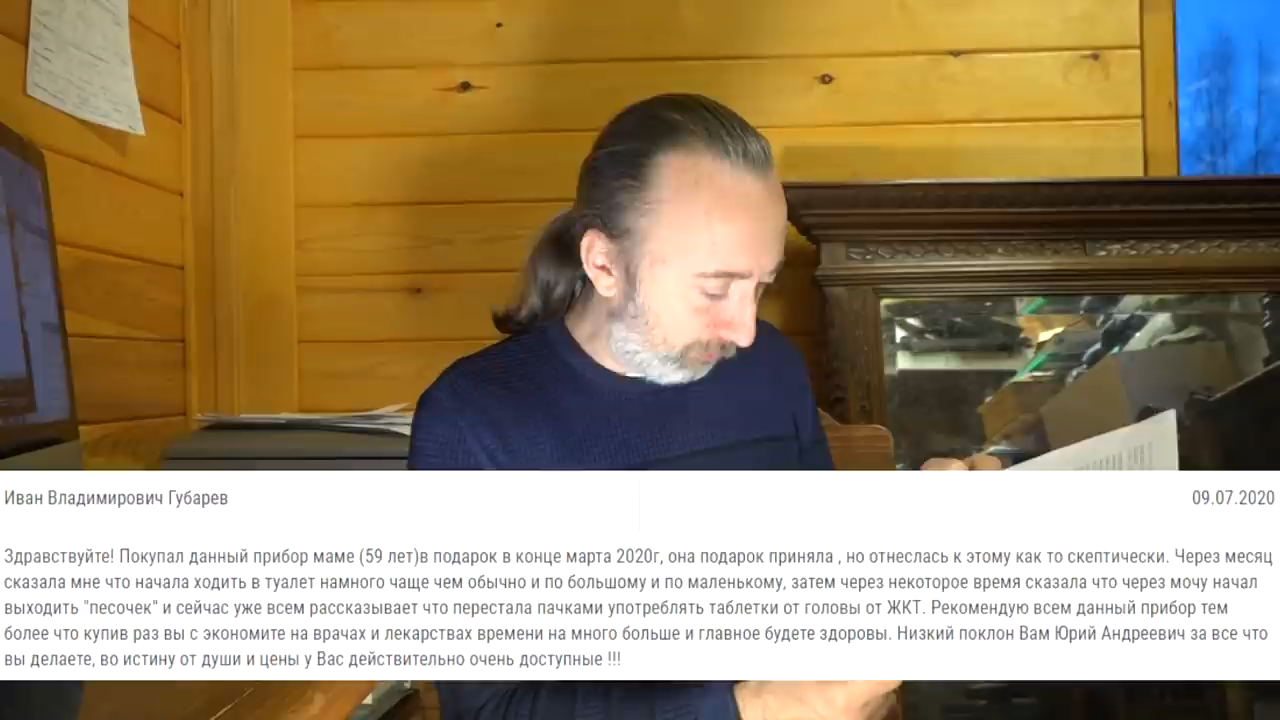 Иван Владимирович Губарев
09.07.2020
Здравствуйте! Покупал данный прибор маме (59 лет)в подарок в конце марта 2020г, она подарок приняла , но отнеслась к этому как то скептически. Через месяц
сказала мне что начала ходить в туалет намного чаще чем обычно и по большому и по маленькому, затем через некоторое время сказала что через мочу начал
выходить "песочек" и сейчас уже всем рассказывает что перестала пачками употреблять таблетки от головы от ЖКТ. Рекомендую всем данный прибор тем
более что купив раз вы с экономите на врачах и лекарствах времени на много больше и главное будете здоровы. Низкий поклон Вам Юрий Андреевич за все что
вы делаете, во истину от души и цены у Вас действительно очень доступные !!!